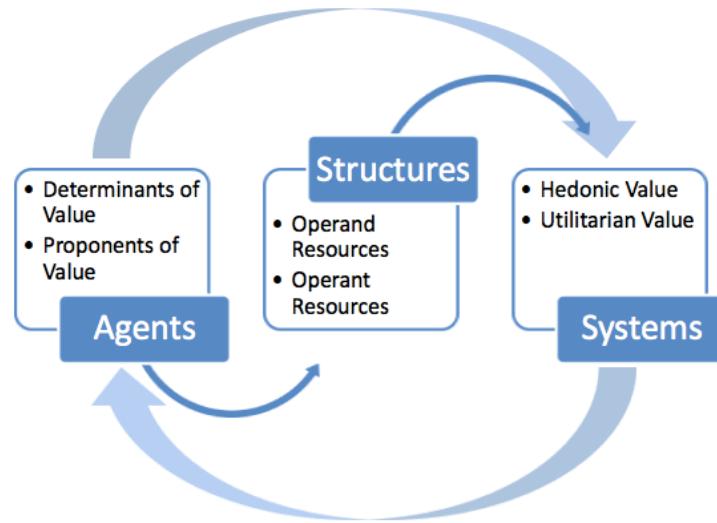 • Determinants of
Value
• Proponents of
Value
Agents
Structures
• Operand
Resources
• Operant
Resources
• Hedonic Value
• Utilitarian Value
Systems